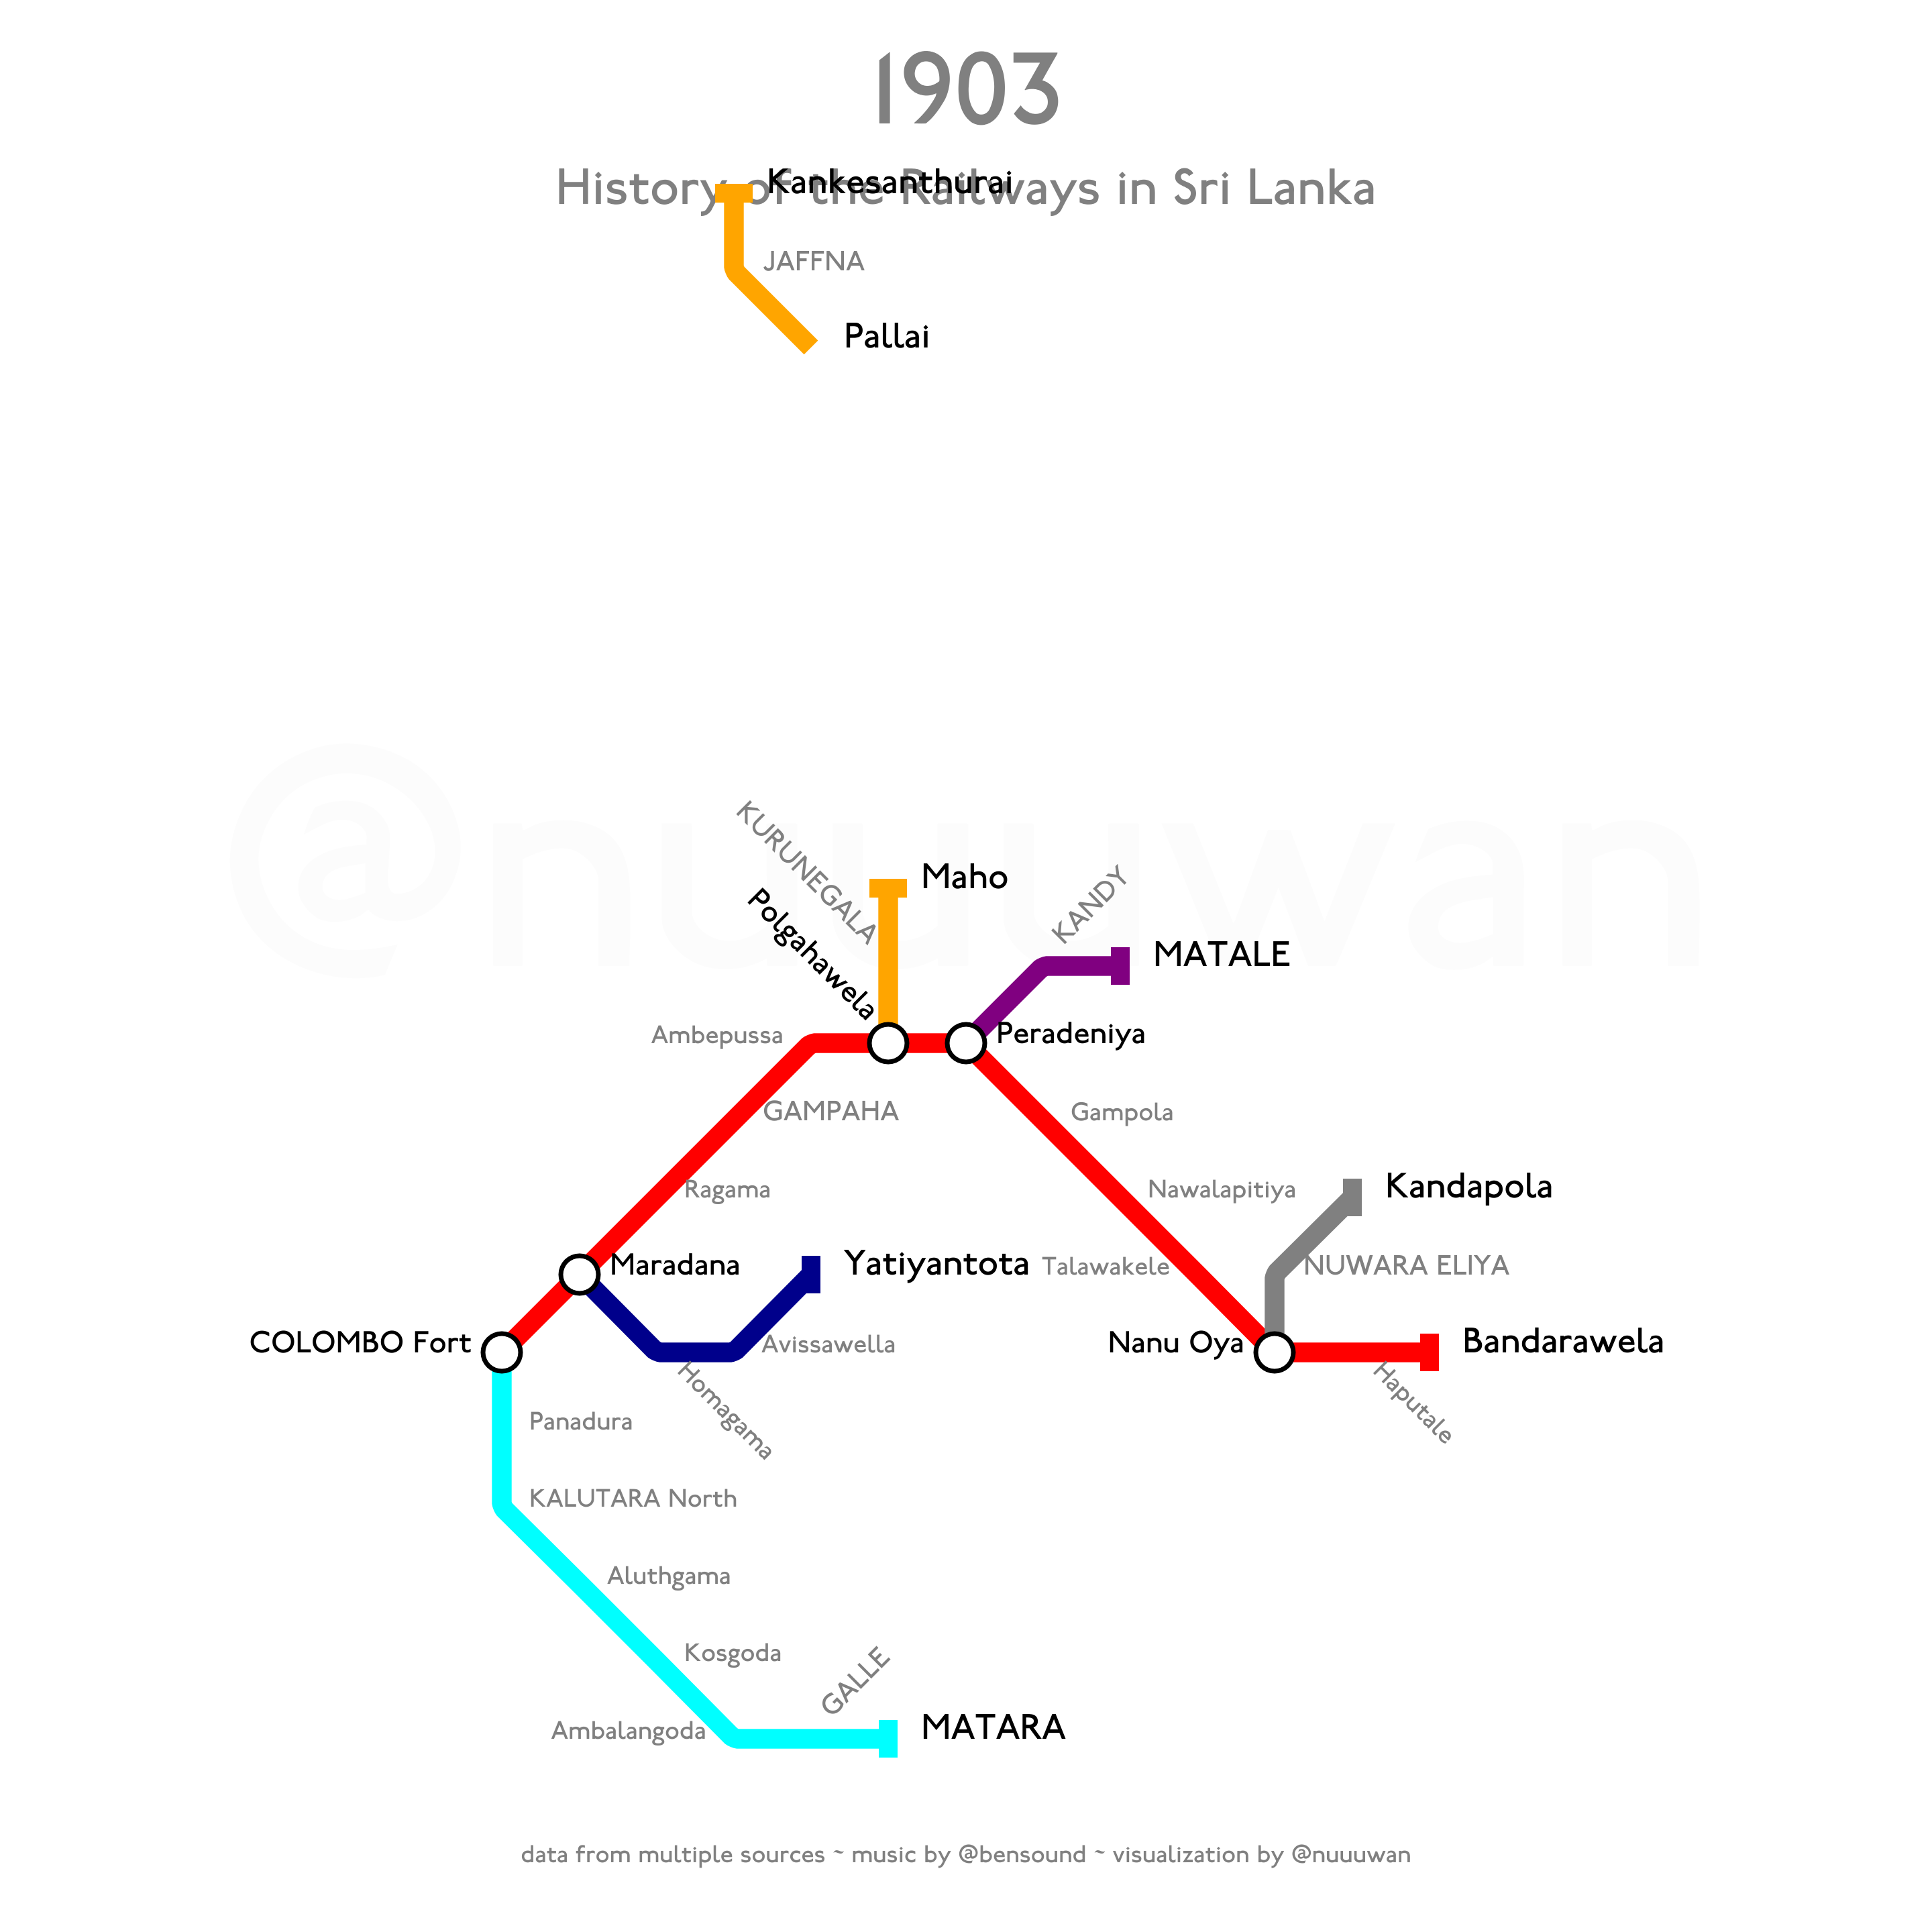 1903
History of the Railways in Sri Lanka
Kankesanthurai
JAFFNA
Pallai
@nuuuwan
KURUNEGALA
Maho
KANDY
Polgahawela
MATALE
Ambepussa
Peradeniya
GAMPAHA
Gampola
Ragama
Nawalapitiya
Kandapola
Maradana
Yatiyantota
Talawakele
NUWARA ELIYA
COLOMBO Fort
Avissawella
Nanu Oya
Bandarawela
Homagama
Haputale
Panadura
KALUTARA North
Aluthgama
Kosgoda
GALLE
Ambalangoda
MATARA
data from multiple sources ~ music by @bensound ~ visualization by @nuuuwan